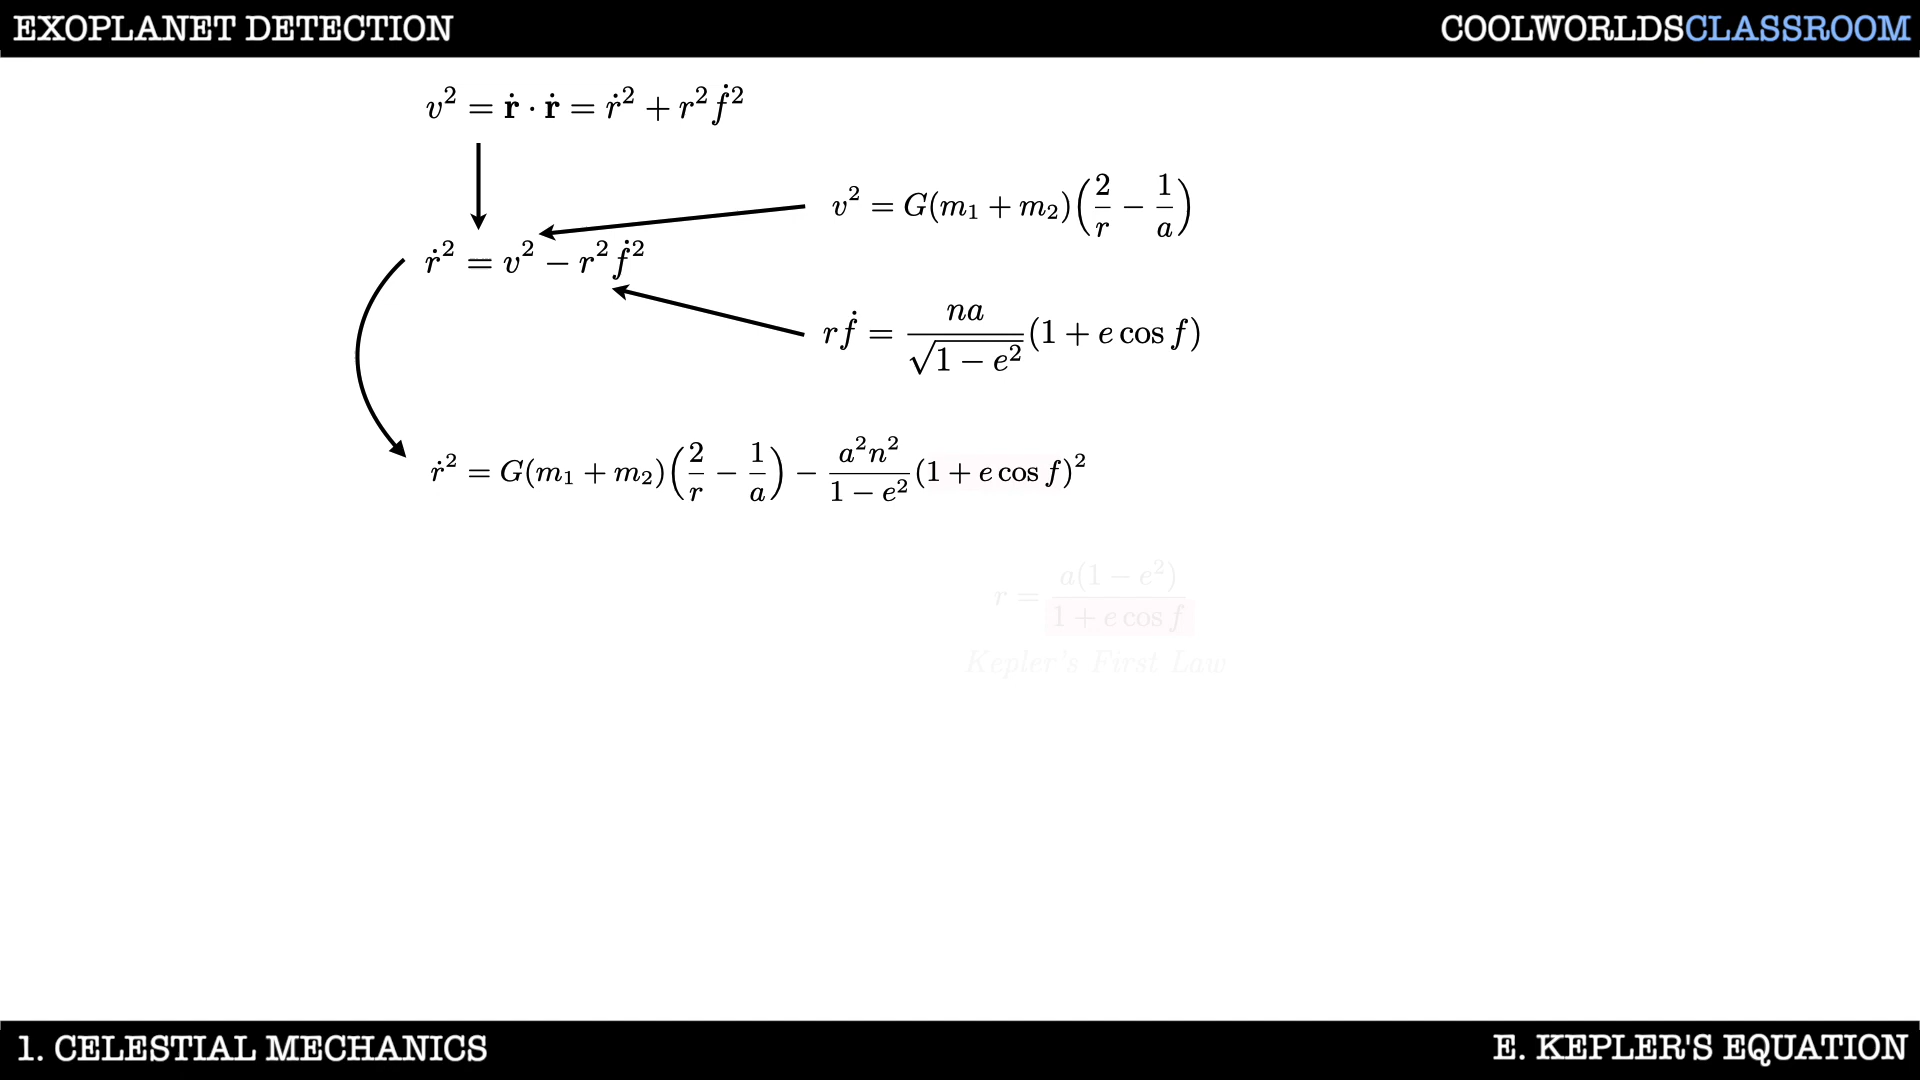 EXOPLANET DETECTION
COOLWORLDSCLASSROOM
v² = ṙ · ṙ = ṙ² + r²ḟ²
v² = G(m₁ + m₂)(2/r − 1/a)
ṙ² = v² − r²ḟ²
rḟ = na/√(1 − e²) (1 + e cos f)
ṙ² = G(m₁ + m₂)(2/r − 1/a) − a²n²/(1 − e²) (1 + e cos f)²
r = a(1 − e²)/(1 + e cos f)
Kepler's First Law
1. CELESTIAL MECHANICS
E. KEPLER'S EQUATION